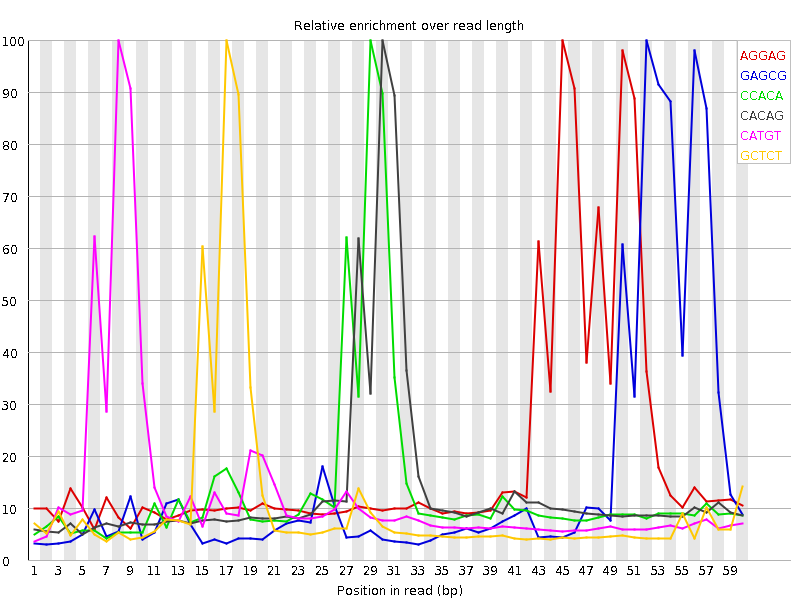 Relative enrichment over read length
100
90
80
70
60
50
40
30
20
10
0
AGGAG
GAGCG
CCACA
CACAG
CATGT
GCTCT
1 3 5 7 9 11 13 15 17 19 21 23 25 27 29 31 33 35 37 39 41 43 45 47 49 51 53 55 57 59
Position in read (bp)